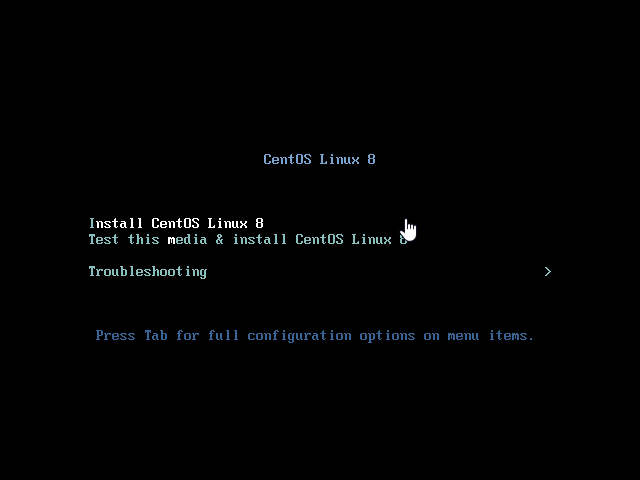 CentOS Linux 8
Install CentOS Linux 8
Test this media & install CentOS Linux 8
Troubleshooting >
Press Tab for full configuration options on menu items.